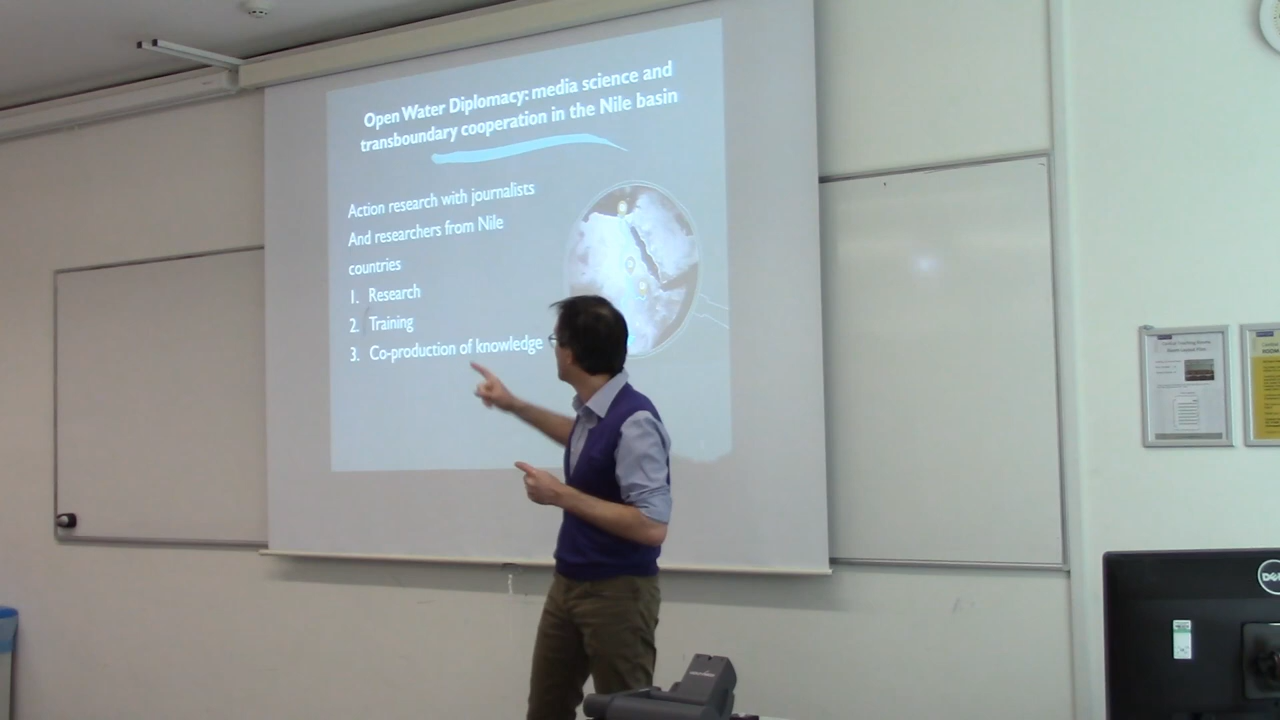 Open Water Diplomacy: media science and
transboundary cooperation in the Nile basin
Action research with journalists
And researchers from Nile
countries
1. Research
2. Training
3. Co-production of knowledge